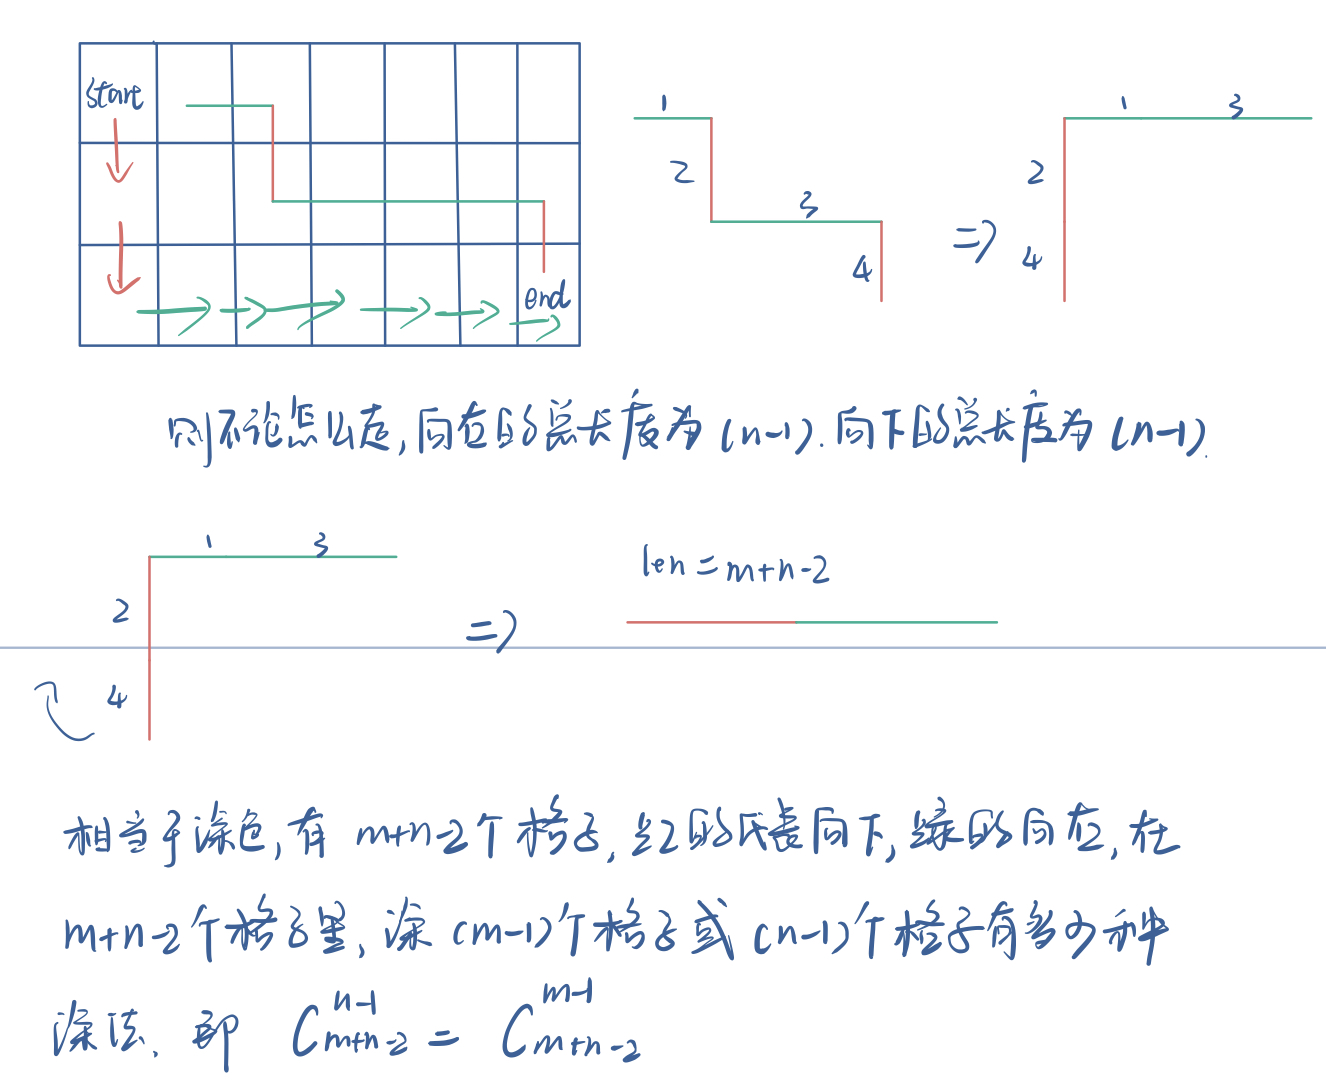 start
end
1
2
3
4
=>
1 3
2
4
则不论怎么走,向右的总长度为(n-1).向下的总长度为(n-1).
1 3
2
4
=>
len=m+n-2
相当于涂色,有 m+n-2个格子,红的代表向下,绿的向右,在
m+n-2个格子里,涂(m-1)个格子或(n-1)个格子有多少种
涂法. 即 C_{m+n-2}^{n-1} = C_{m+n-2}^{m-1}